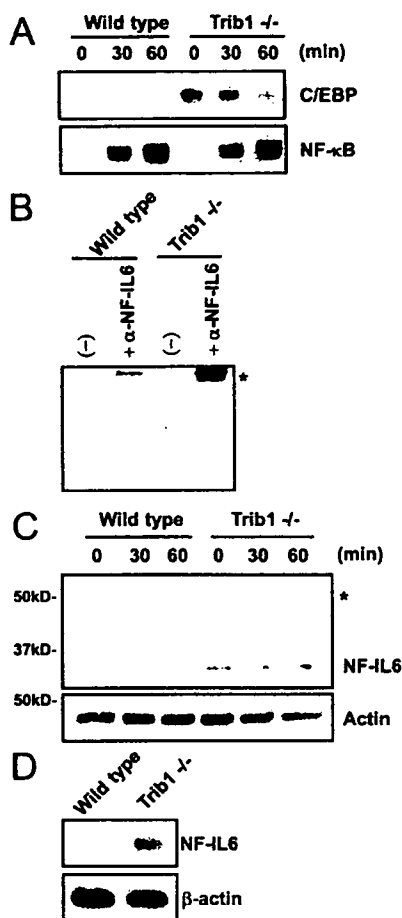 A
Wild type Trib1 -/-
0 30 60 0 30 60 (min)
C/EBP
NF-κB
B
Wild type Trib1 -/-
(-) + α-NF-IL6 (-) + α-NF-IL6
*
C
Wild type Trib1 -/-
0 30 60 0 30 60 (min)
50kD-
*
37kD-
NF-IL6
50kD-
Actin
D
Wild type Trib1 -/-
NF-IL6
β-actin